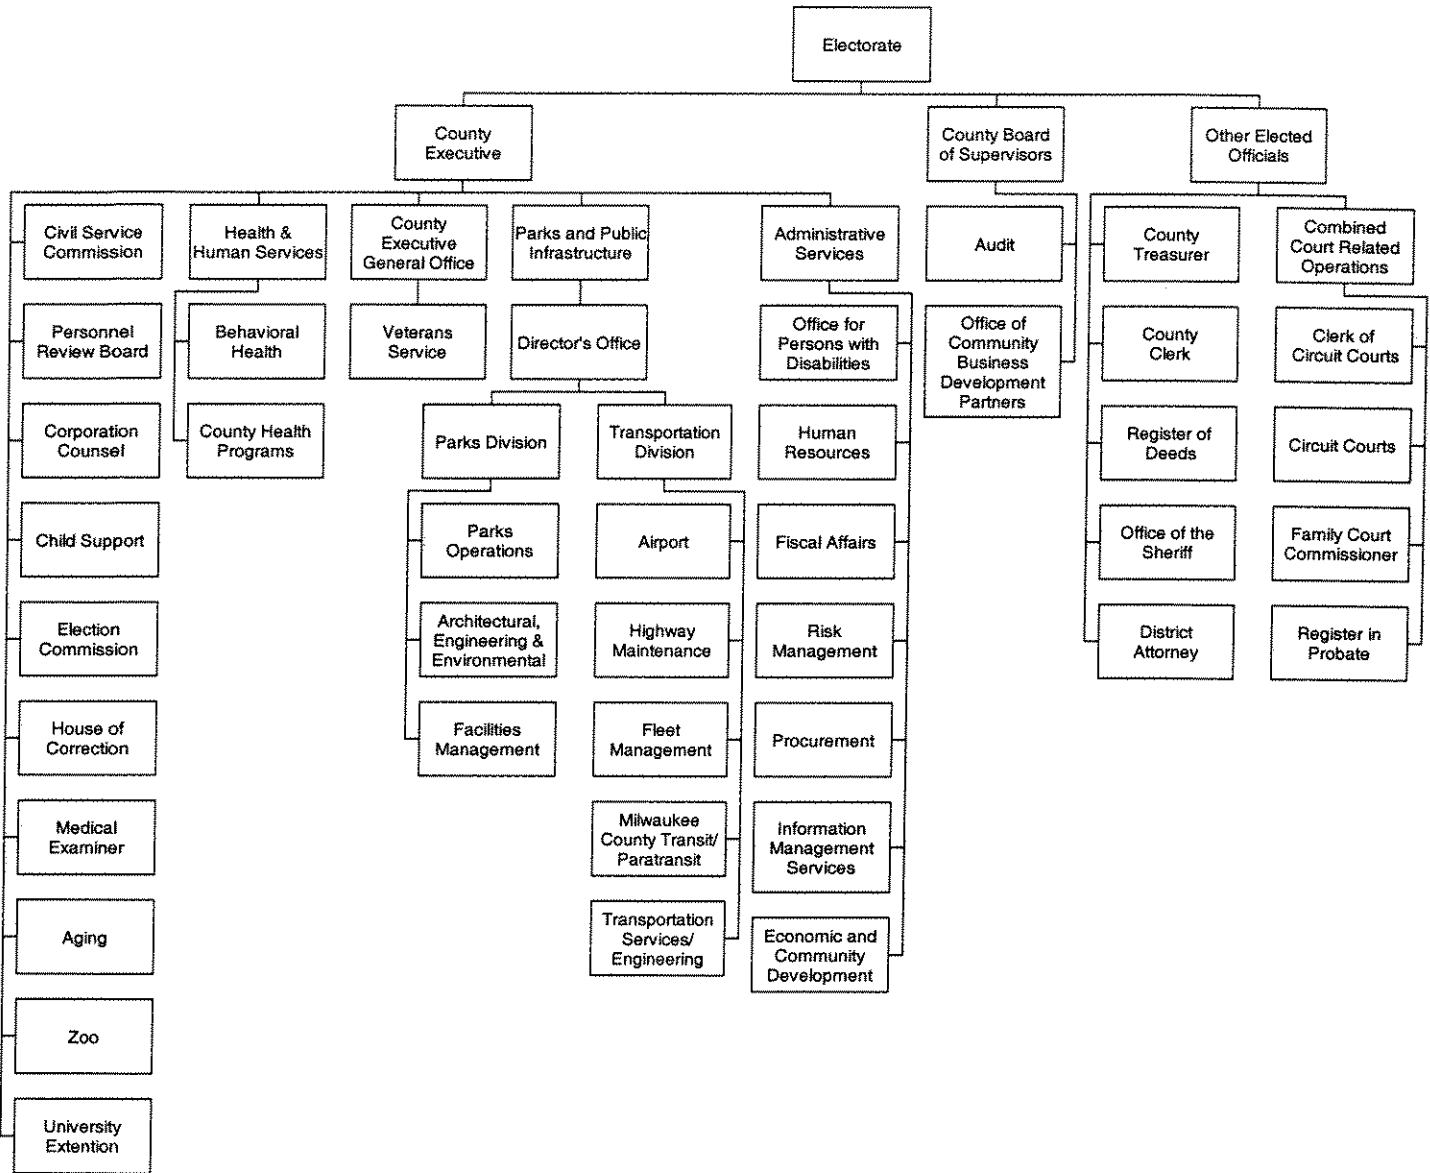 Electorate
County
Executive
County Board
of Supervisors
Other Elected
Officials
Civil Service
Commission
Health &
Human Services
County
Executive
General Office
Parks and Public
Infrastructure
Administrative
Services
Audit
County
Treasurer
Combined
Court Related
Operations
Personnel
Review Board
Behavioral
Health
Veterans
Service
Director's Office
Office for
Persons with
Disabilities
Office of
Community
Business
Development
Partners
County
Clerk
Clerk of
Circuit Courts
Corporation
Counsel
County Health
Programs
Parks Division
Transportation
Division
Human
Resources
Register of
Deeds
Circuit Courts
Child Support
Parks
Operations
Airport
Fiscal Affairs
Office of the
Sheriff
Family Court
Commissioner
Election
Commission
Architectural,
Engineering &
Environmental
Highway
Maintenance
Risk
Management
District
Attorney
Register in
Probate
House of
Correction
Facilities
Management
Fleet
Management
Procurement
Medical
Examiner
Milwaukee
County Transit/
Paratransit
Information
Management
Services
Aging
Transportation
Services/
Engineering
Economic and
Community
Development
Zoo
University
Extention